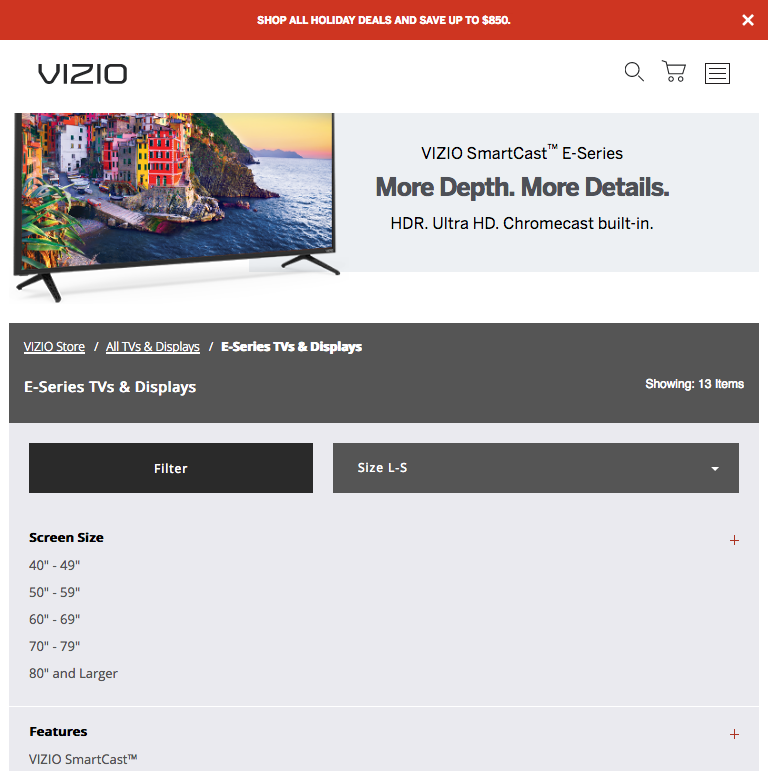 SHOP ALL HOLIDAY DEALS AND SAVE UP TO $850.
VIZIO
VIZIO SmartCast™ E-Series
More Depth. More Details.
HDR. Ultra HD. Chromecast built-in.
VIZIO Store / All TVs & Displays / E-Series TVs & Displays
E-Series TVs & Displays
Showing: 13 Items
Filter
Size L-S
Screen Size
40" - 49"
50" - 59"
60" - 69"
70" - 79"
80" and Larger
Features
VIZIO SmartCast™